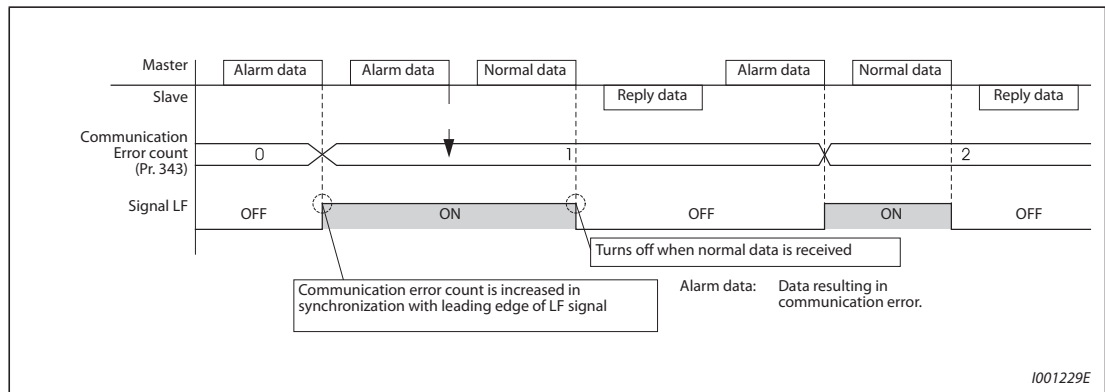 Master
Alarm data
Alarm data
Normal data
Alarm data
Normal data
Slave
Reply data
Reply data
Communication
Error count
(Pr. 343)
0
1
2
Signal LF
OFF
ON
OFF
ON
OFF
Turns off when normal data is received
Communication error count is increased in
synchronization with leading edge of LF signal
Alarm data: Data resulting in
communication error.
I001229E